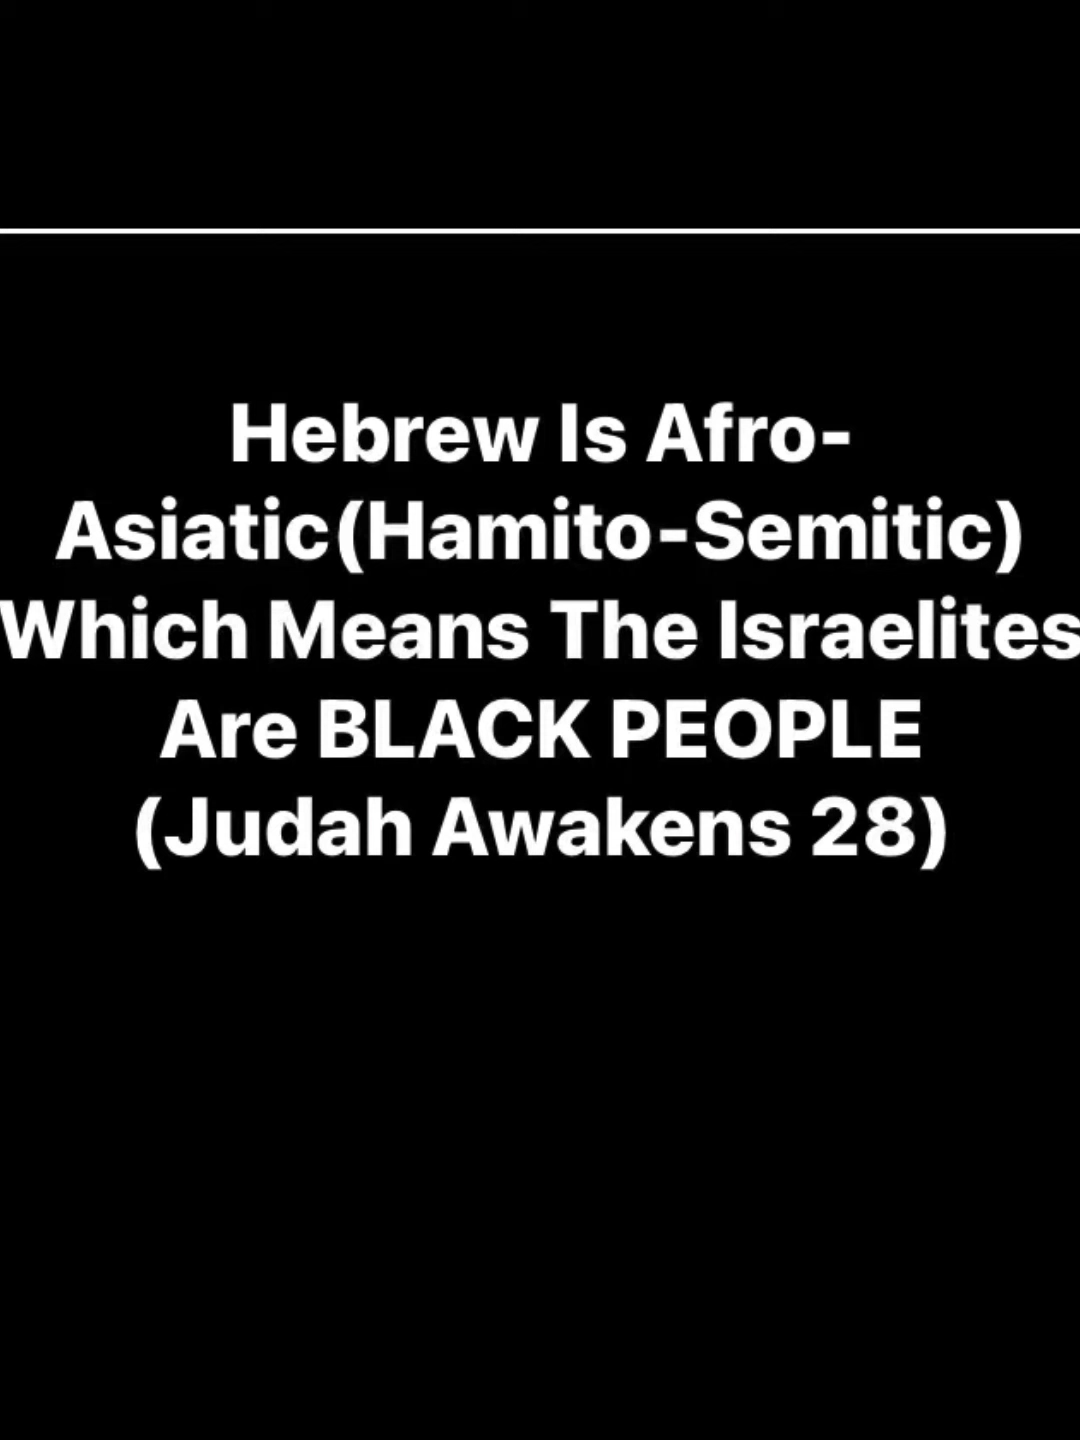 Hebrew Is Afro-
Asiatic(Hamito-Semitic)
Which Means The Israelites
Are BLACK PEOPLE
(Judah Awakens 28)